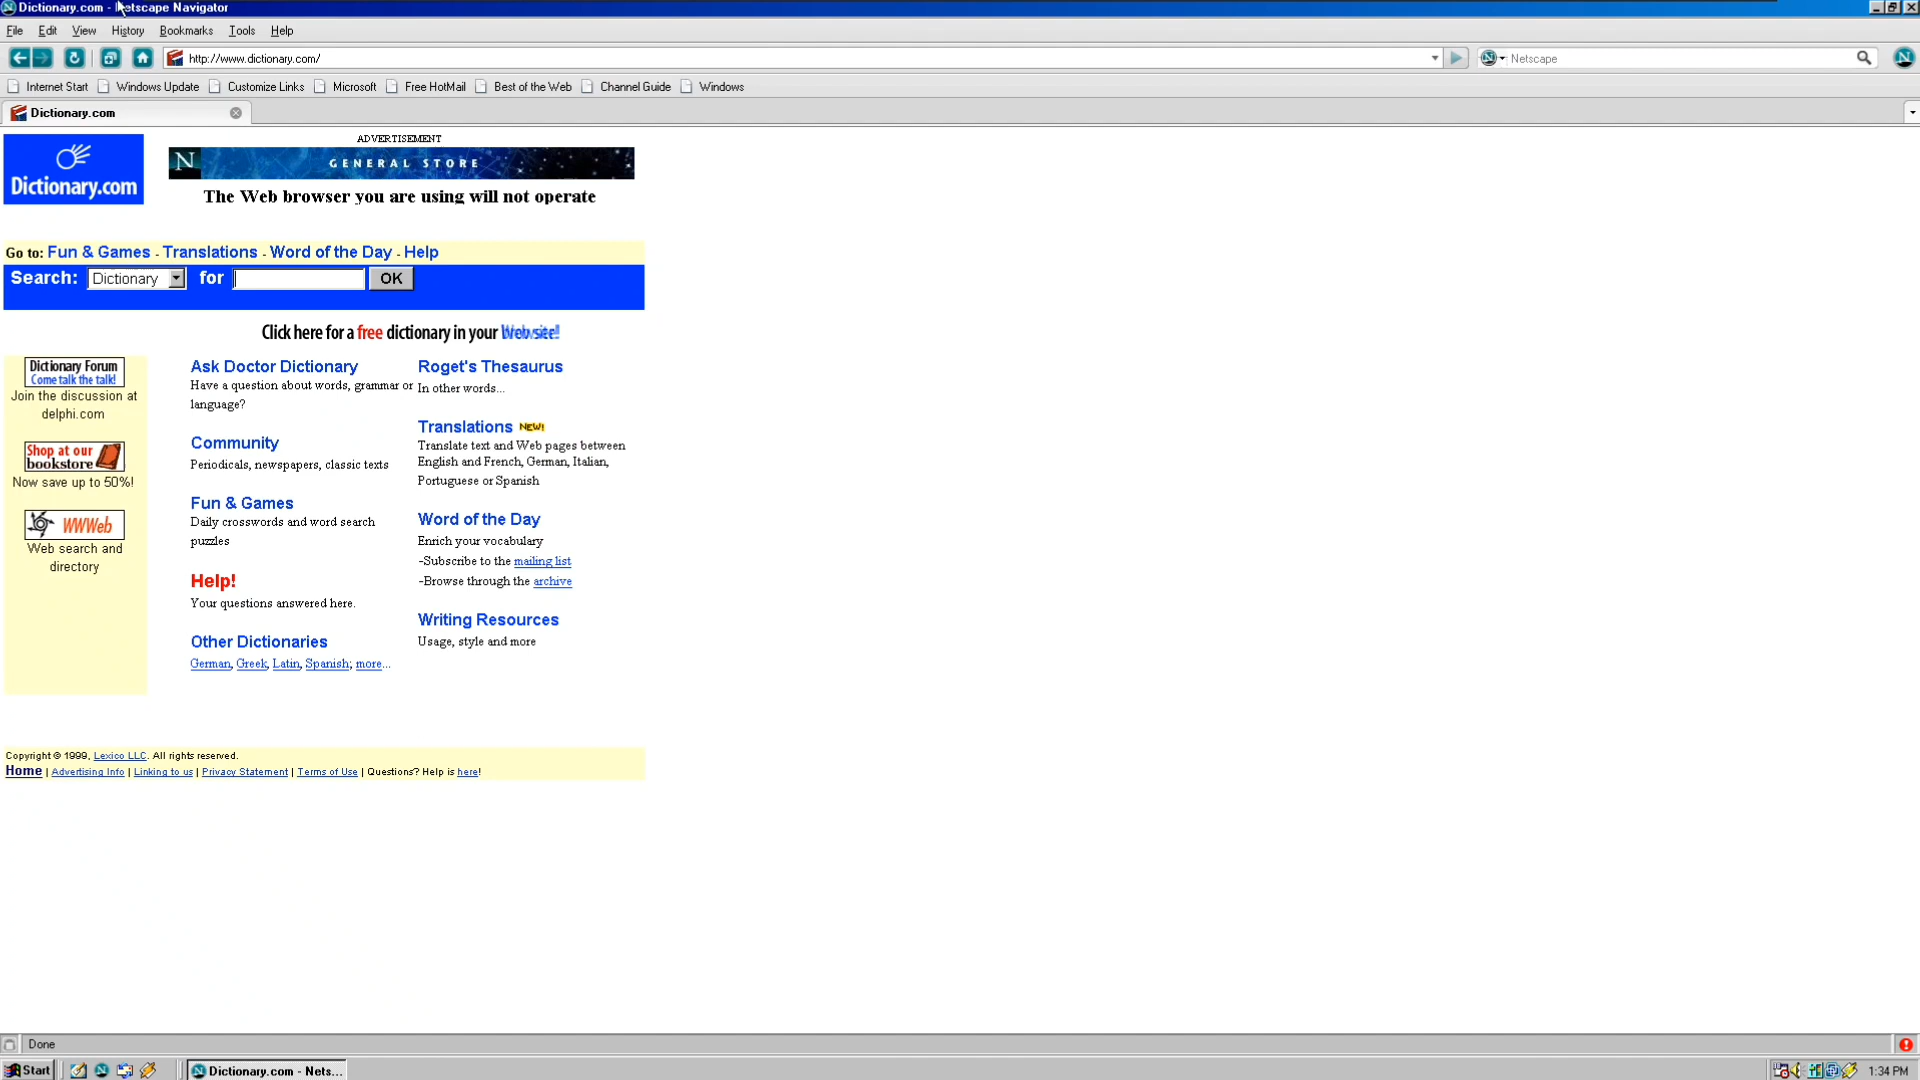 Dictionary.com - Netscape Navigator
File Edit View History Bookmarks Tools Help
http://www.dictionary.com/
Netscape
Internet Start Windows Update Customize Links Microsoft Free HotMail Best of the Web Channel Guide Windows
Dictionary.com
ADVERTISEMENT
Dictionary.com
N GENERAL STORE
The Web browser you are using will not operate
Go to: Fun & Games - Translations - Word of the Day - Help
Search: Dictionary for OK
Click here for a free dictionary in your Web site!
Dictionary Forum
Come talk the talk!
Join the discussion at
delphi.com
Shop at our
bookstore
Now save up to 50%!
WWWeb
Web search and
directory
Ask Doctor Dictionary
Have a question about words, grammar or
language?
Community
Periodicals, newspapers, classic texts
Fun & Games
Daily crosswords and word search
puzzles
Help!
Your questions answered here.
Other Dictionaries
German, Greek, Latin, Spanish; more...
Roget's Thesaurus
In other words...
Translations NEW!
Translate text and Web pages between
English and French, German, Italian,
Portuguese or Spanish
Word of the Day
Enrich your vocabulary
-Subscribe to the mailing list
-Browse through the archive
Writing Resources
Usage, style and more
Copyright © 1999, Lexico LLC. All rights reserved.
Home | Advertising Info | Linking to us | Privacy Statement | Terms of Use | Questions? Help is here!
Done
Start Dictionary.com - Nets... 1:34 PM